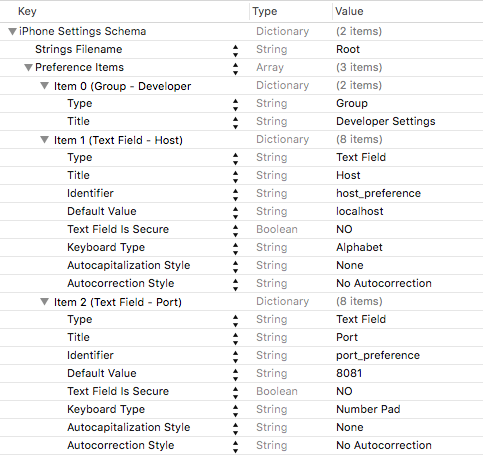 Key Type Value
iPhone Settings Schema Dictionary (2 items)
Strings Filename String Root
Preference Items Array (3 items)
Item 0 (Group - Developer Dictionary (2 items)
Type String Group
Title String Developer Settings
Item 1 (Text Field - Host) Dictionary (8 items)
Type String Text Field
Title String Host
Identifier String host_preference
Default Value String localhost
Text Field Is Secure Boolean NO
Keyboard Type String Alphabet
Autocapitalization Style String None
Autocorrection Style String No Autocorrection
Item 2 (Text Field - Port) Dictionary (8 items)
Type String Text Field
Title String Port
Identifier String port_preference
Default Value String 8081
Text Field Is Secure Boolean NO
Keyboard Type String Number Pad
Autocapitalization Style String None
Autocorrection Style String No Autocorrection